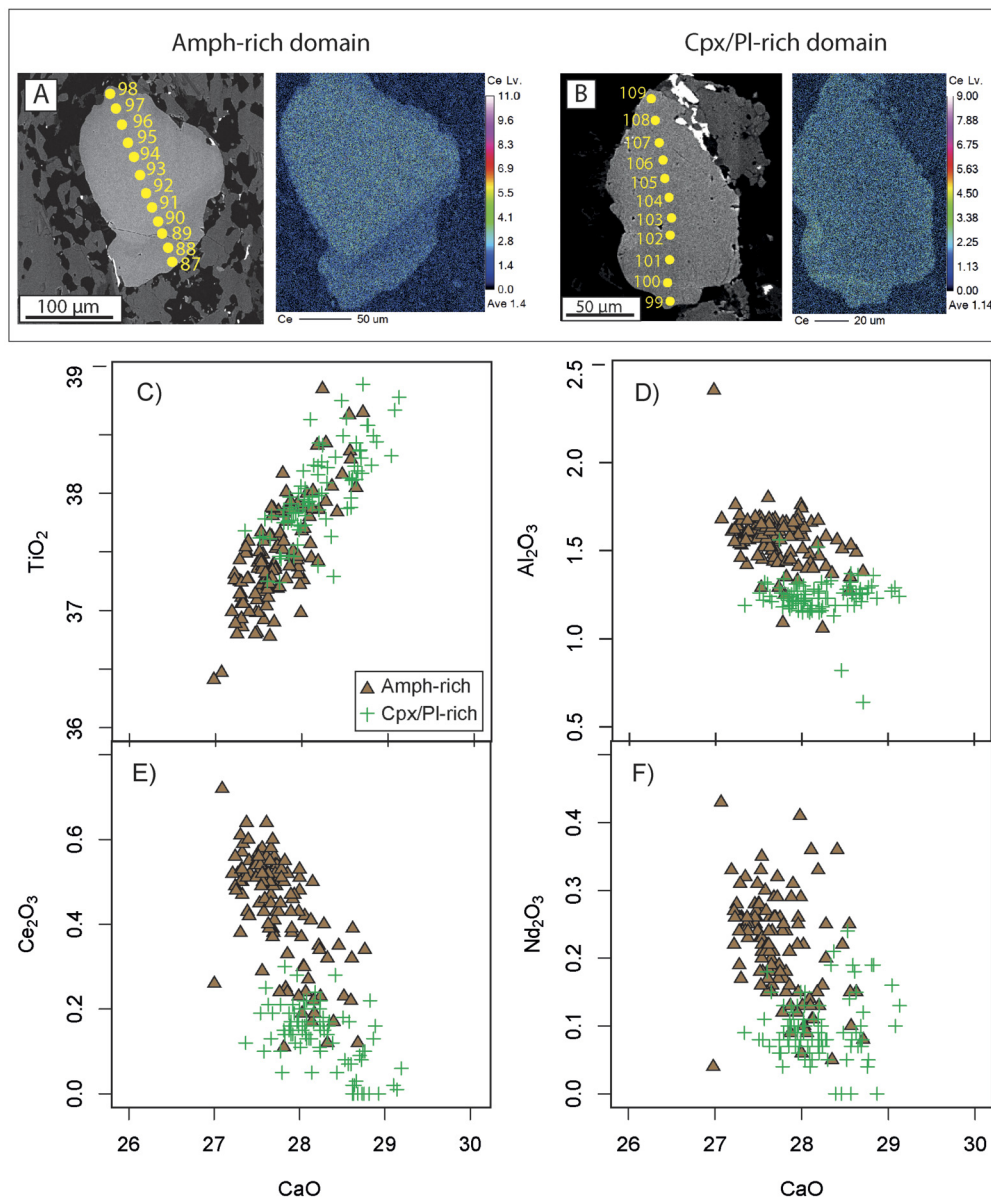 Amph-rich domain
Cpx/Pl-rich domain
A
98
97
96
95
94
93
92
91
90
89
88
87
100 µm
Ce Lv.
11.0
9.6
8.3
6.9
5.5
4.1
2.8
1.4
0.0
Ave 1.4
Ce 50 um
B
109
108
107
106
105
104
103
102
101
100
99
50 µm
Ce Lv.
9.00
7.88
6.75
5.63
4.50
3.38
2.25
1.13
0.00
Ave 1.14
Ce 20 um
C)
TiO₂
39
38
37
36
Amph-rich
Cpx/Pl-rich
D)
Al₂O₃
2.5
2.0
1.5
1.0
0.5
26 27 28 29 30
E)
Ce₂O₃
0.6
0.4
0.2
0.0
26 27 28 29 30
CaO
F)
Nd₂O₃
0.4
0.3
0.2
0.1
0.0
26 27 28 29 30
CaO